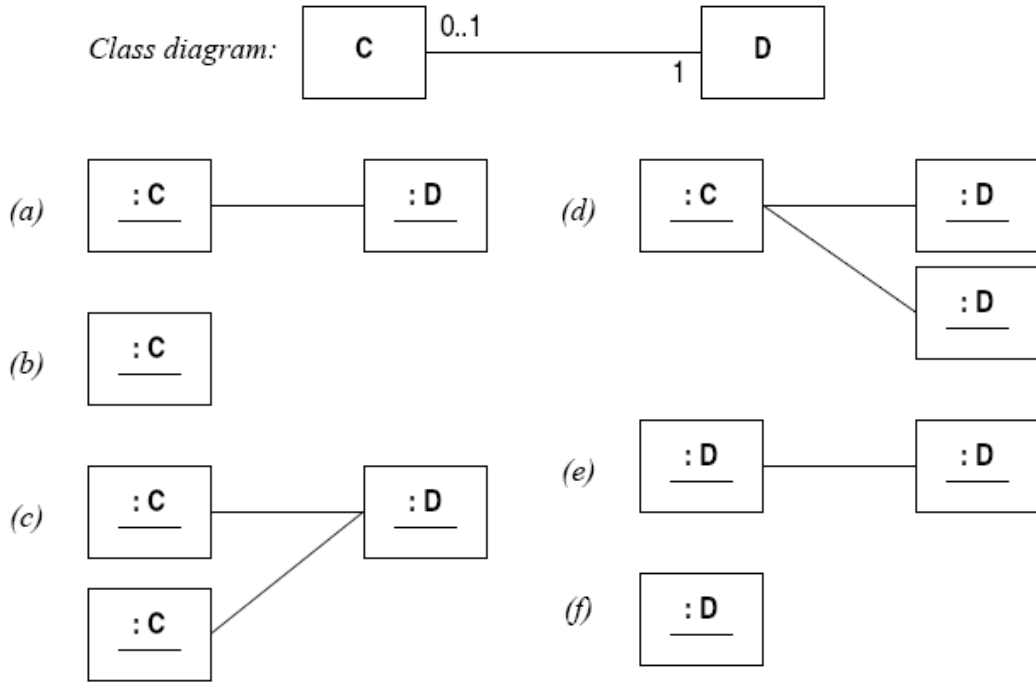 Class diagram:
C
0..1
1
D
(a)
: C
: D
(b)
: C
(c)
: C
: D
: C
(d)
: C
: D
: D
(e)
: D
: D
(f)
: D